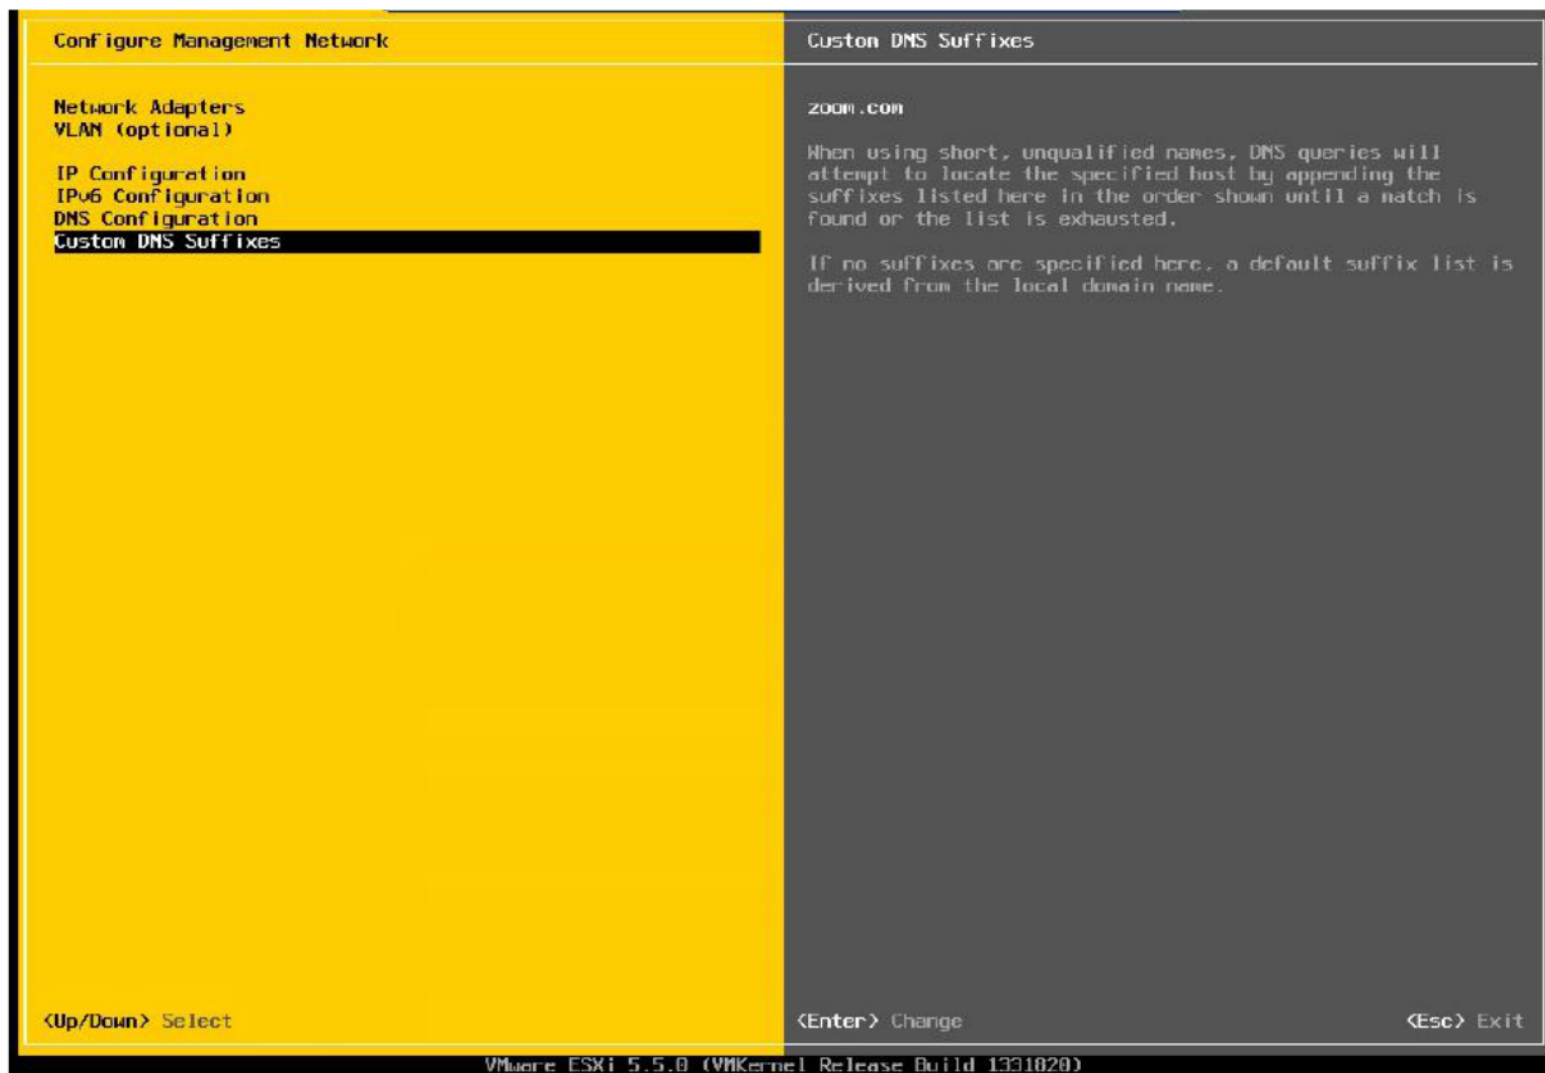 Configure Management Network
Network Adapters
VLAN (optional)
IP Configuration
IPv6 Configuration
DNS Configuration
Custom DNS Suffixes
<Up/Down> Select
Custom DNS Suffixes
zoom.com
When using short, unqualified names, DNS queries will
attempt to locate the specified host by appending the
suffixes listed here in the order shown until a match is
found or the list is exhausted.
If no suffixes are specified here, a default suffix list is
derived from the local domain name.
<Enter> Change
<Esc> Exit
VMware ESXi 5.5.0 (VMKernel Release Build 1331820)